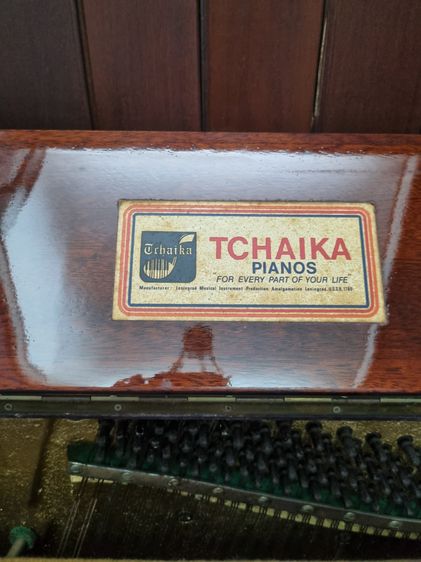 Tchaika
TCHAIKA
PIANOS
"FOR EVERY PART OF YOUR LIFE"
Manufacturer: Leningrad Musical Instrument Production Amalgamation Leningrad, U.S.S.R.